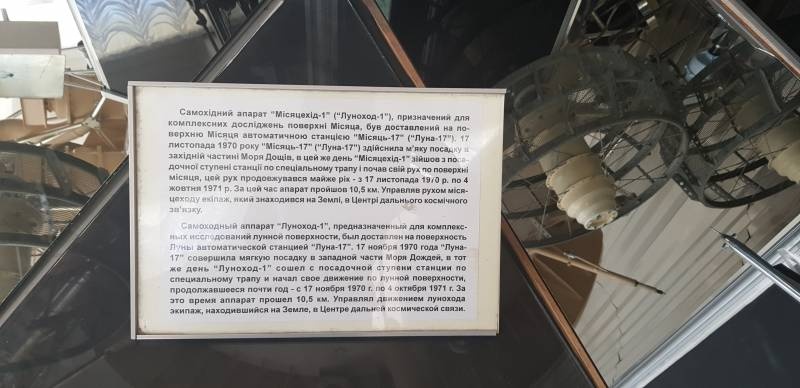 Самохідний апарат "Місяцехід-1" ("Луноход-1"), призначений для
комплексних досліджень поверхні Місяца, був доставлений на по-
верхню Місяця автоматичною станцією "Місяць-17" ("Луна-17"). 17
листопада 1970 року "Місяць-17" ("Луна-17") здійснила м'яку посадку в
західній частині Моря Дощів, в цей же день "Місяцехід-1" зійшов з поса-
дочної ступені станції по спеціальному трапу і почав свій рух по поверхні
місяця, цей рух продовжувався майже рік - з 17 листопада 1970 р. по 4
жовтня 1971 р. За цей час апарат пройшов 10,5 км. Управляв рухом міся-
цеходу екіпаж, який знаходився на Землі, в Центрі дальнього космічного
зв'язку.
Самоходный аппарат "Луноход-1", предназначенный для комплекс-
ных исследований лунной поверхности, был доставлен на поверхность
Луны автоматической станцией "Луна-17". 17 ноября 1970 года "Луна-
17" совершила мягкую посадку в западной части Моря Дождей, в тот
же день "Луноход-1" сошел с посадочной ступени станции по
специальному трапу и начал свое движение по лунной поверхности,
продолжавшееся почти год - с 17 ноября 1970 г. по 4 октября 1971 г. За
это время аппарат прошел 10,5 км. Управлял движением лунохода
экипаж, находившийся на Земле, в Центре дальней космической связи.